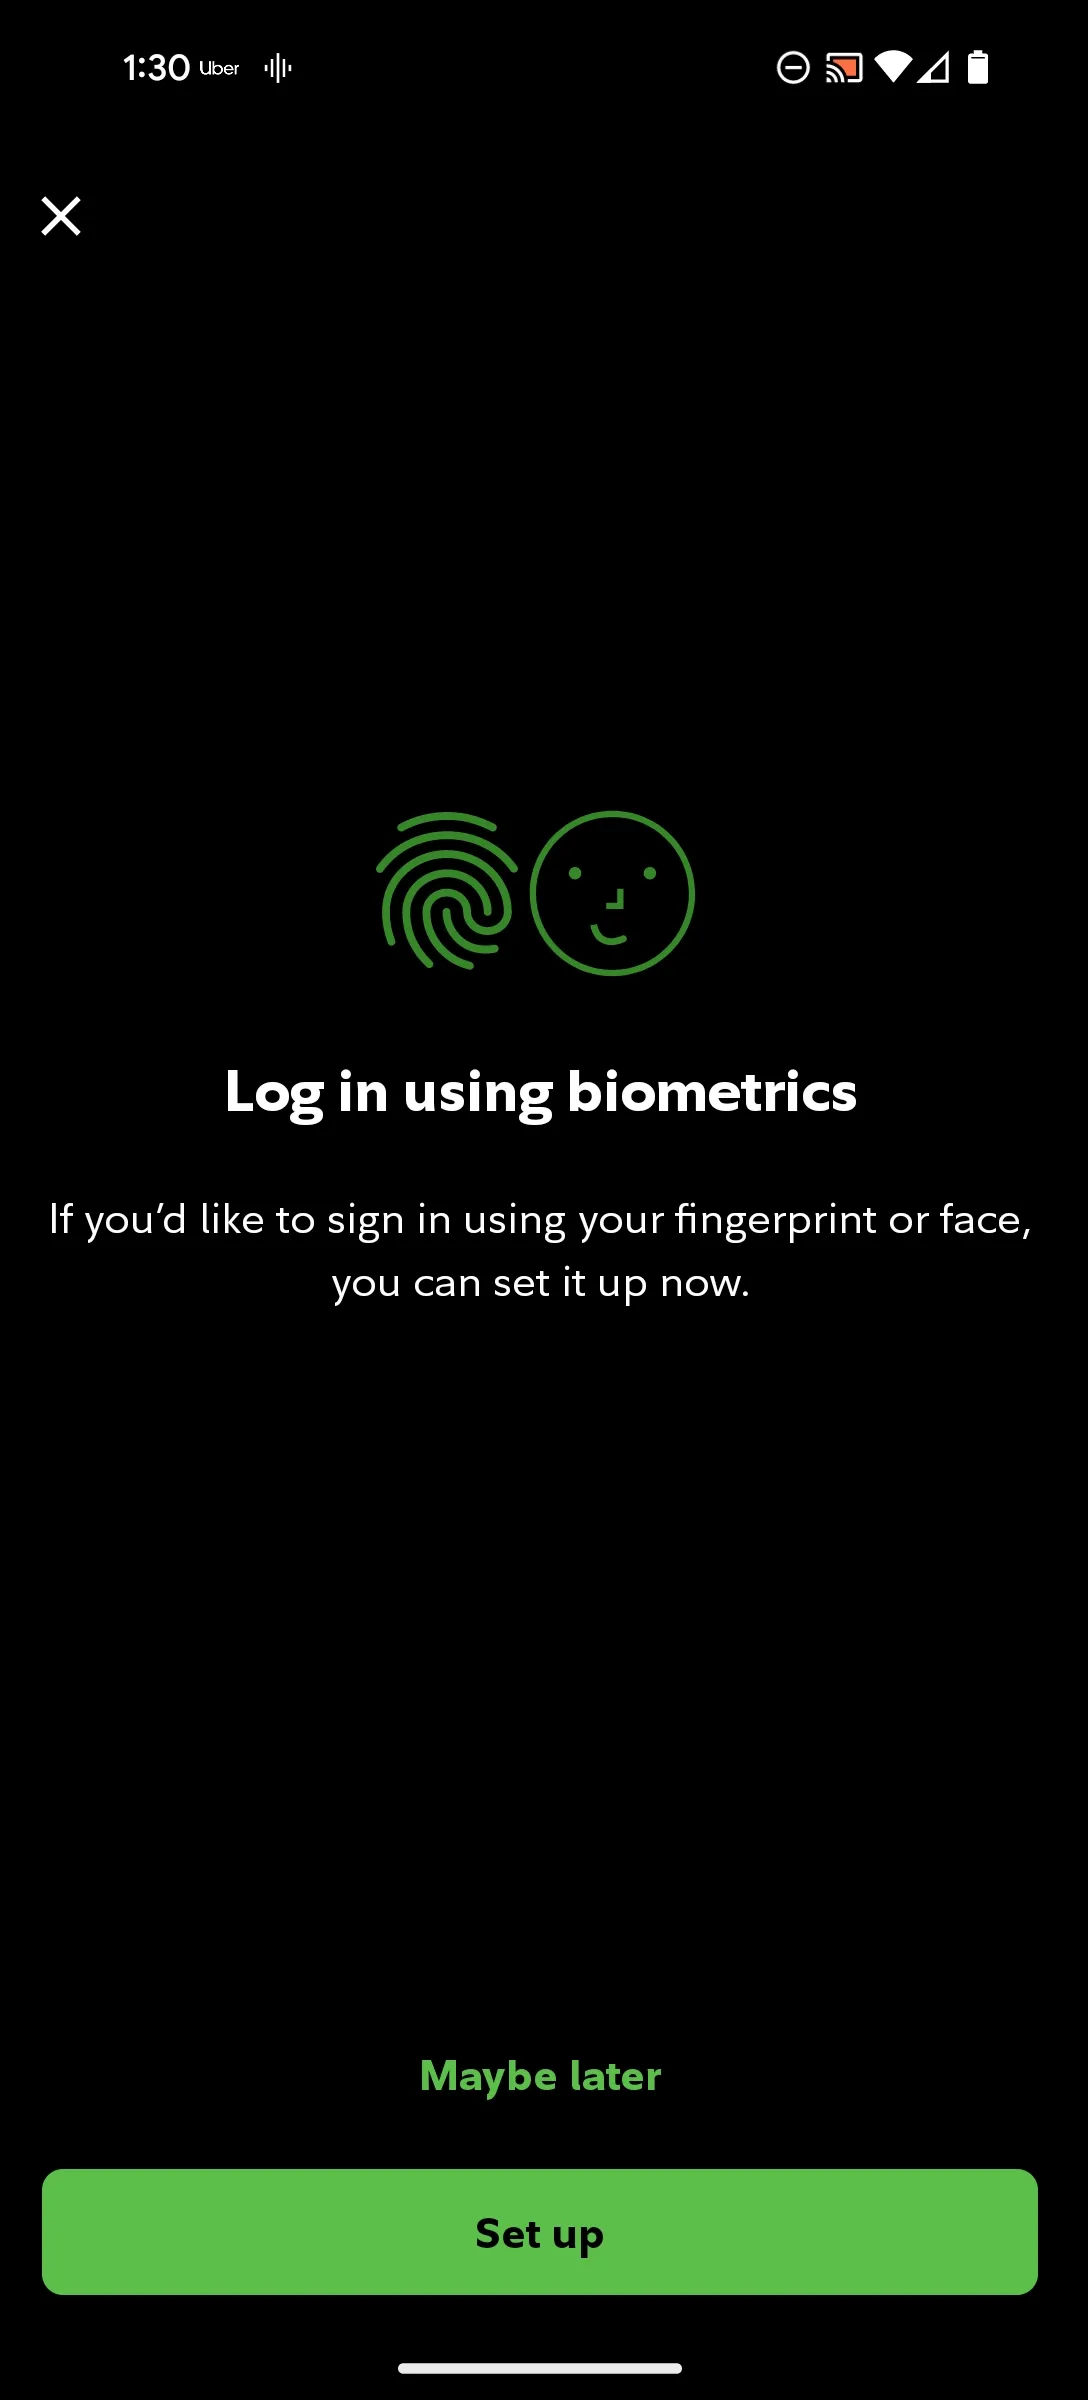 1:30 Uber
Log in using biometrics
If you’d like to sign in using your fingerprint or face,
you can set it up now.
Maybe later
Set up